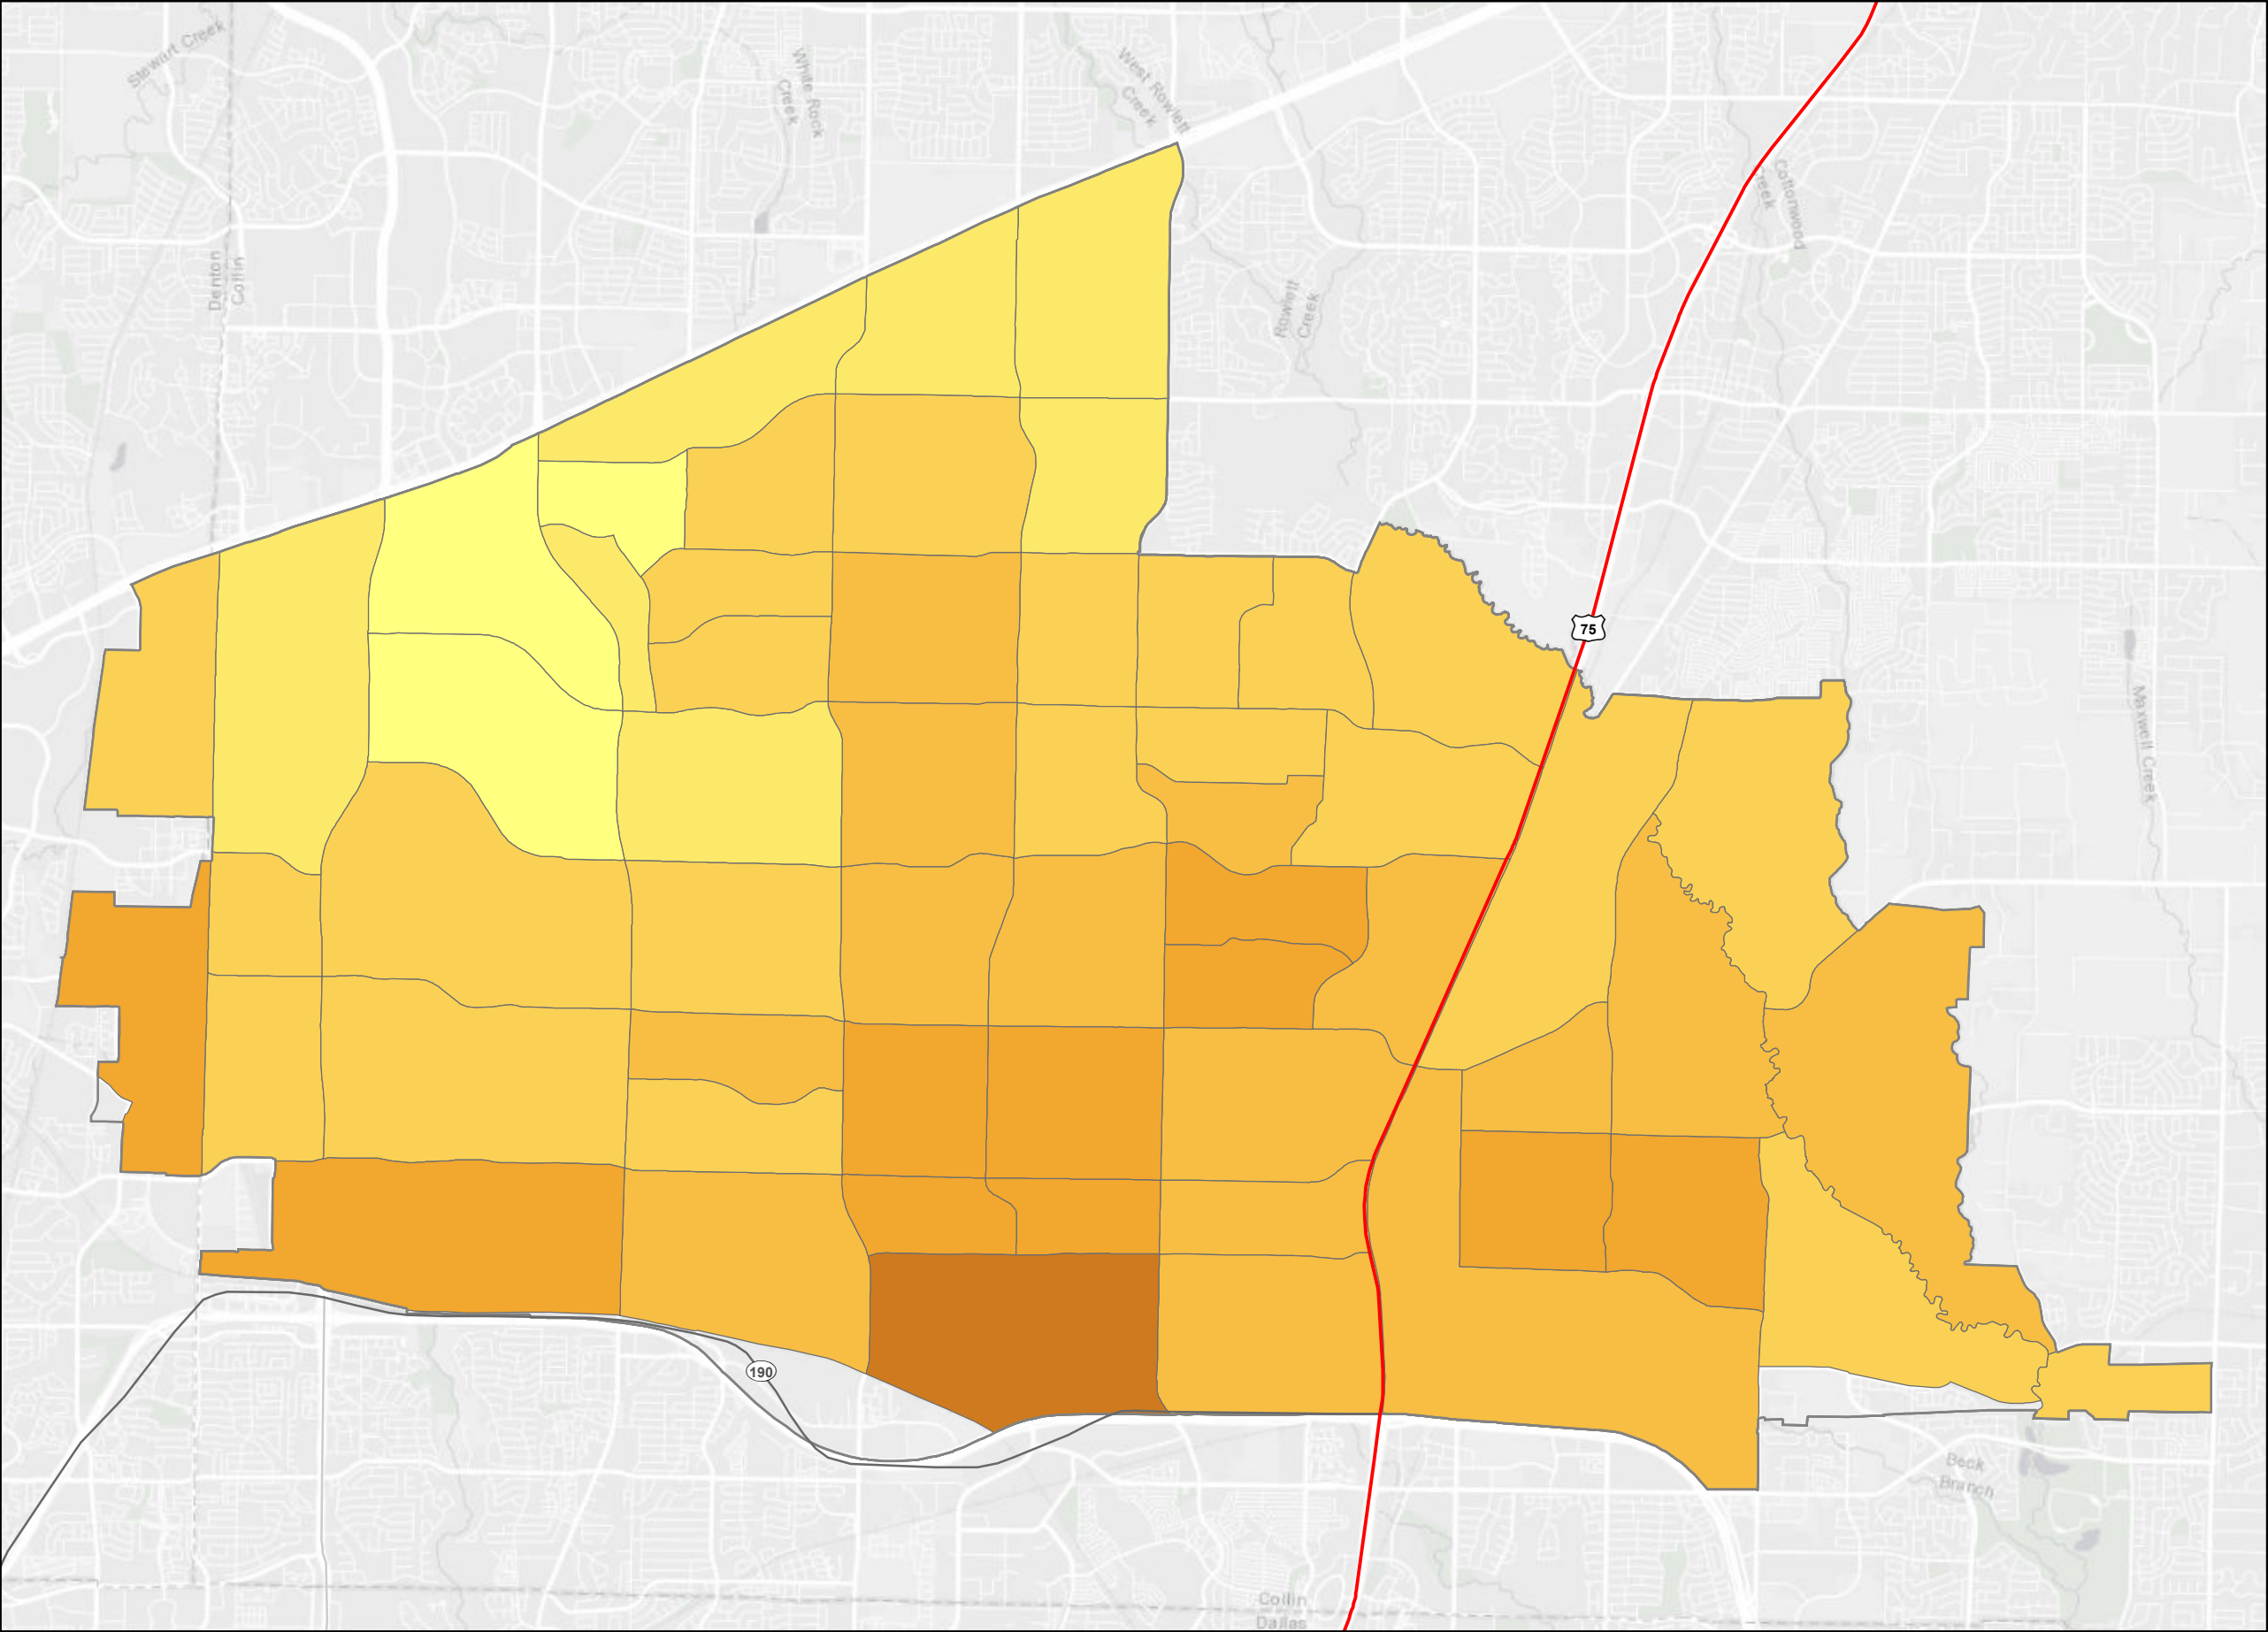 Stewart Creek
White Rock
Creek
West Rowlett
Creek
Cottonwood
Creek
Denton
Collin
Rowlett
Creek
75
Maxwell Creek
190
Beck
Branch
Collin
Dallas